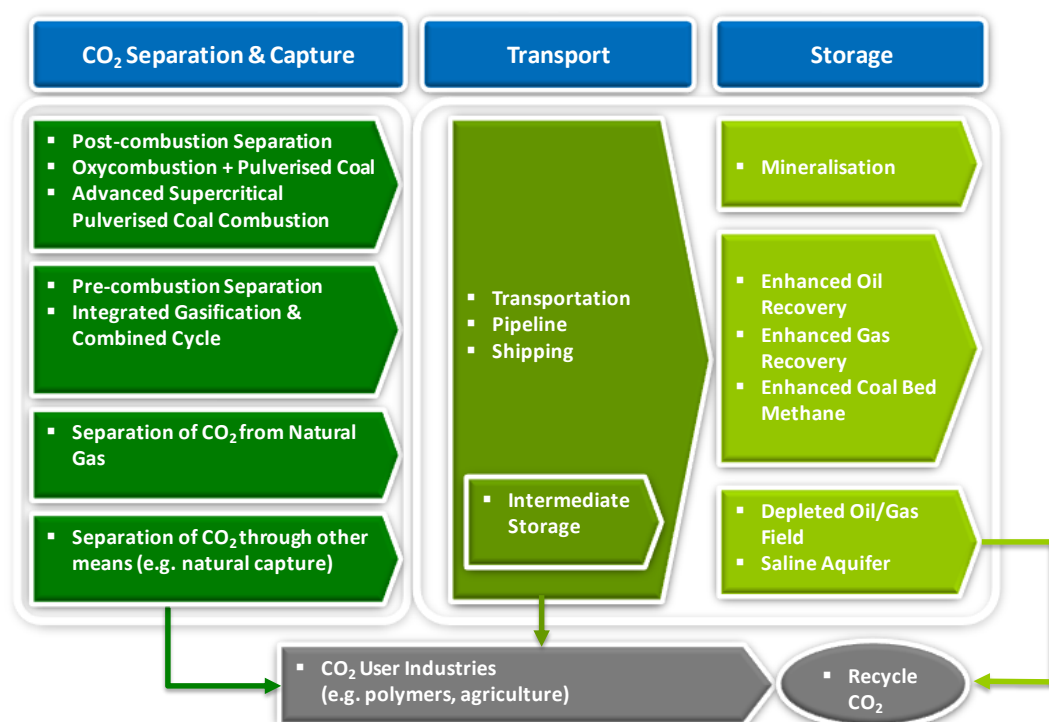 CO₂ Separation & Capture
Transport
Storage
▪ Post-combustion Separation
▪ Oxycombustion + Pulverised Coal
▪ Advanced Supercritical
Pulverised Coal Combustion
▪ Pre-combustion Separation
▪ Integrated Gasification &
Combined Cycle
▪ Separation of CO₂ from Natural
Gas
▪ Separation of CO₂ through other
means (e.g. natural capture)
▪ Transportation
▪ Pipeline
▪ Shipping
▪ Intermediate
Storage
▪ Mineralisation
▪ Enhanced Oil
Recovery
▪ Enhanced Gas
Recovery
▪ Enhanced Coal Bed
Methane
▪ Depleted Oil/Gas
Field
▪ Saline Aquifer
▪ CO₂ User Industries
(e.g. polymers, agriculture)
▪ Recycle
CO₂